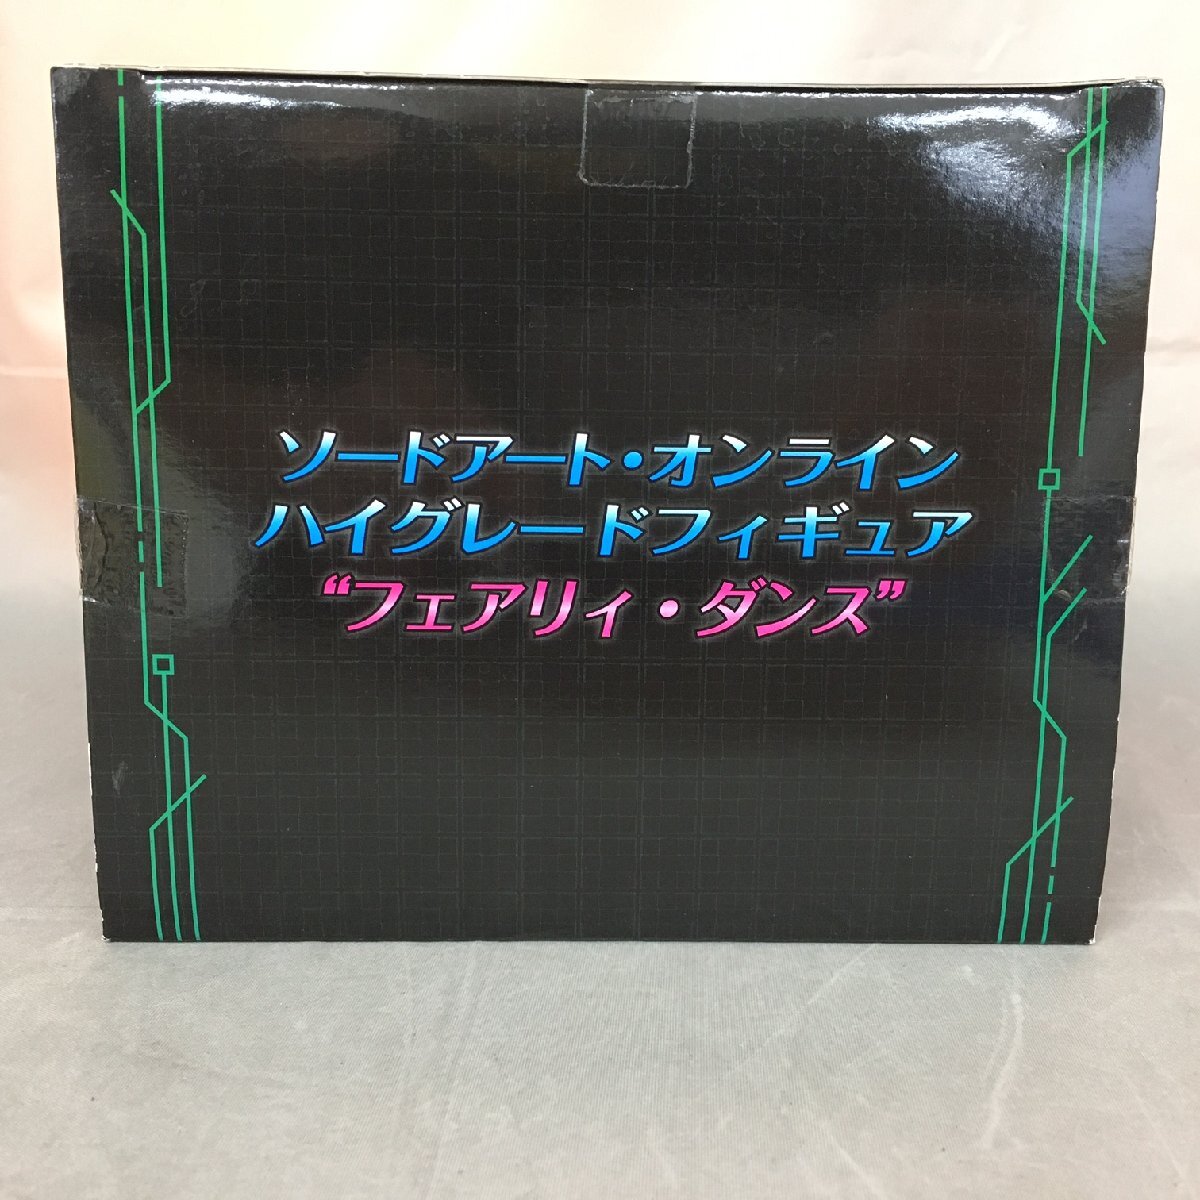 ソードアート・オンライン
ハイグレードフィギュア
“フェアリィ・ダンス”